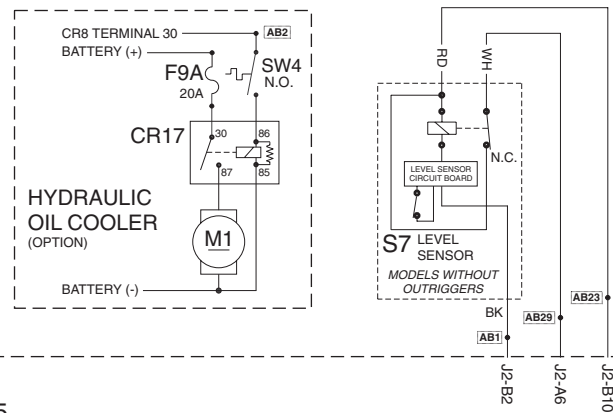 CR8 TERMINAL 30
AB2
BATTERY (+)
F9A
20A
SW4
N.O.
CR17
30
86
87
85
HYDRAULIC
OIL COOLER
(OPTION)
M1
BATTERY (-)
RD
WH
N.C.
LEVEL SENSOR
CIRCUIT BOARD
S7 LEVEL
SENSOR
MODELS WITHOUT
OUTRIGGERS
BK
AB1
AB29
AB23
J2-B2
J2-A6
J2-B10